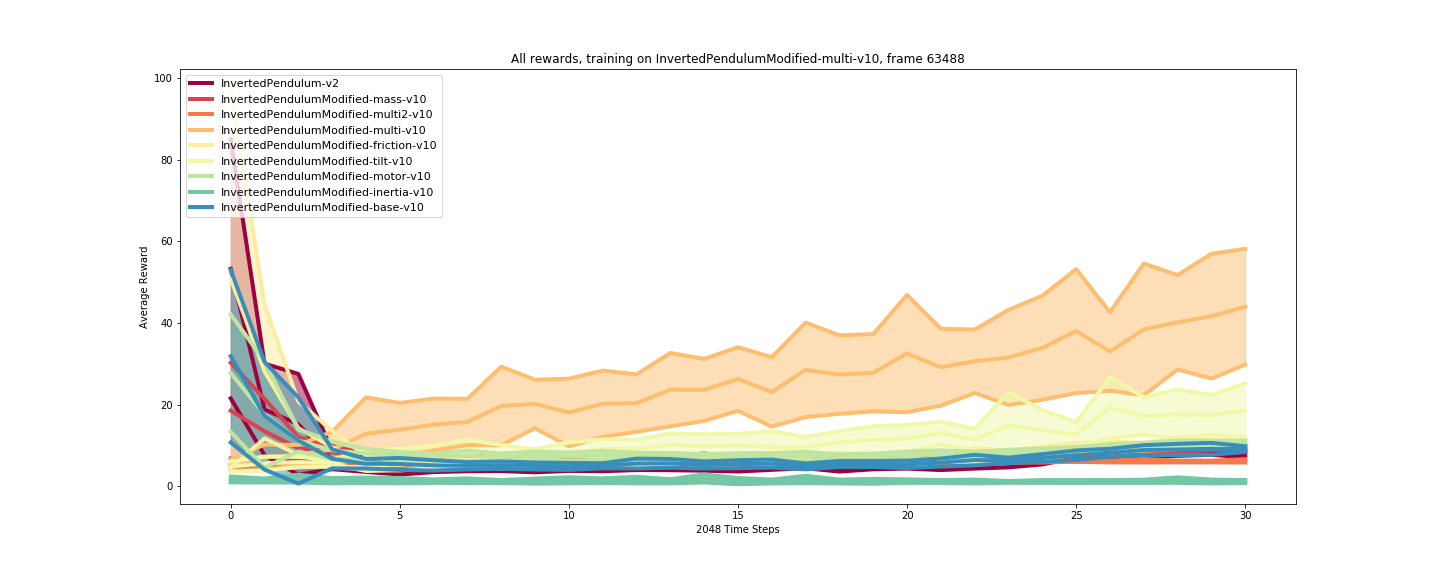 All rewards, training on InvertedPendulumModified-multi-v10, frame 63488
100
80
60
40
20
0
Average Reward
InvertedPendulum-v2
InvertedPendulumModified-mass-v10
InvertedPendulumModified-multi2-v10
InvertedPendulumModified-multi-v10
InvertedPendulumModified-friction-v10
InvertedPendulumModified-tilt-v10
InvertedPendulumModified-motor-v10
InvertedPendulumModified-inertia-v10
InvertedPendulumModified-base-v10
0 5 10 15 20 25 30
2048 Time Steps